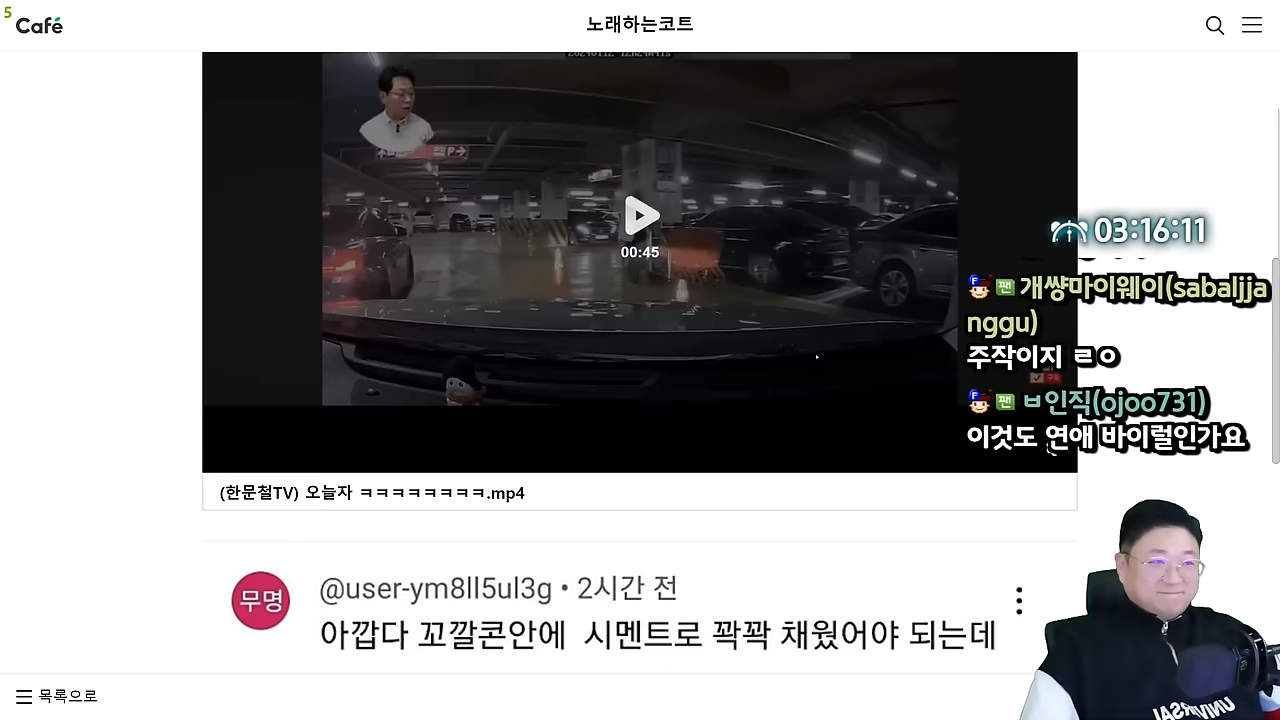 5
Café
노래하는코트
00:45
03:16:11
개썅마이웨이(sabaljja
nggu)
주작이지 ㄹㅇ
ㅂ인직(ojoo731)
이것도 연애 바이럴인가요
(한문철TV) 오늘자 ㅋㅋㅋㅋㅋㅋㅋㅋ.mp4
무명
@user-ym8ll5ul3g • 2시간 전
아깝다 꼬깔콘안에 시멘트로 꽉꽉 채웠어야 되는데
목록으로